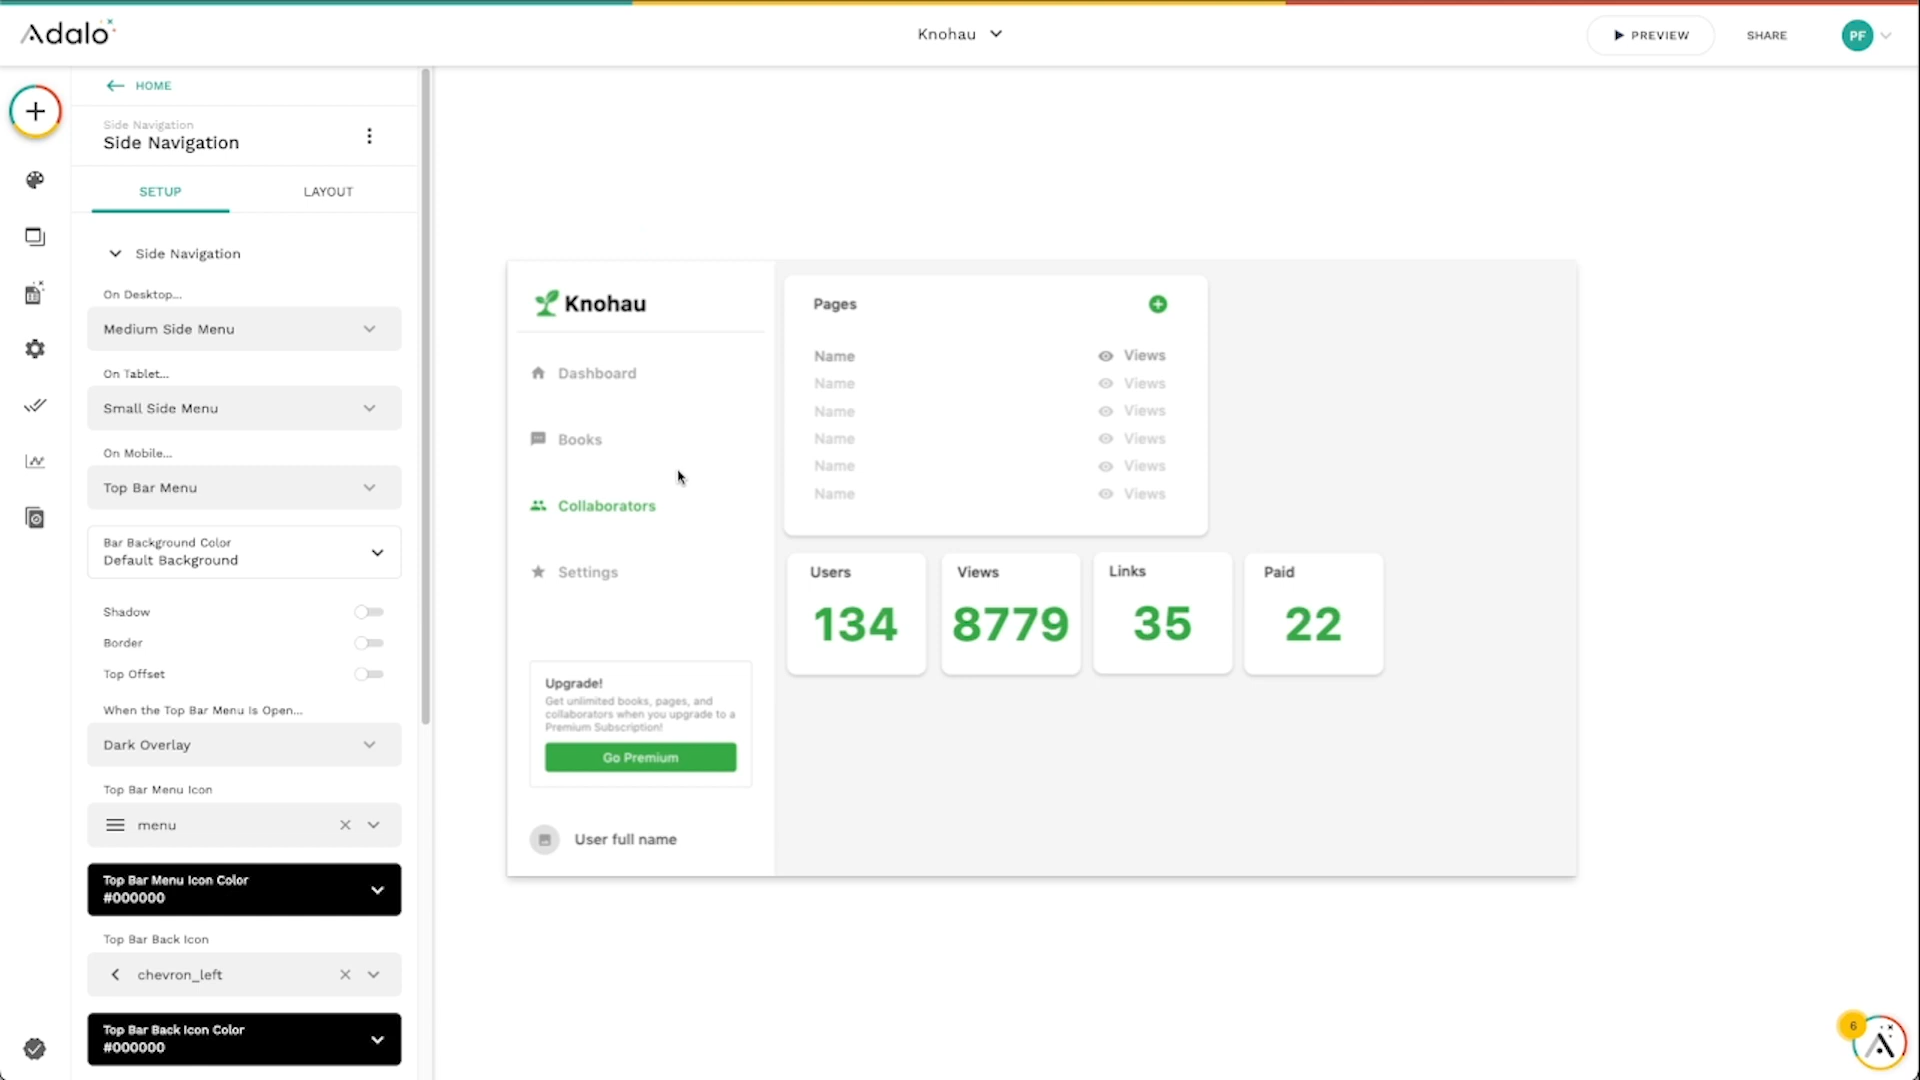 Adalo
Knohau
PREVIEW
SHARE
PF
HOME
Side Navigation
Side Navigation
SETUP
LAYOUT
Side Navigation
On Desktop...
Medium Side Menu
On Tablet...
Small Side Menu
On Mobile...
Top Bar Menu
Bar Background Color
Default Background
Shadow
Border
Top Offset
When the Top Bar Menu Is Open...
Dark Overlay
Top Bar Menu Icon
menu
Top Bar Menu Icon Color
#000000
Top Bar Back Icon
chevron_left
Top Bar Back Icon Color
#000000
Knohau
Dashboard
Books
Collaborators
Settings
Upgrade!
Get unlimited books, pages, and
collaborators when you upgrade to a
Premium Subscription!
Go Premium
User full name
Pages
Name Views
Name Views
Name Views
Name Views
Name Views
Name Views
Users
134
Views
8779
Links
35
Paid
22
6